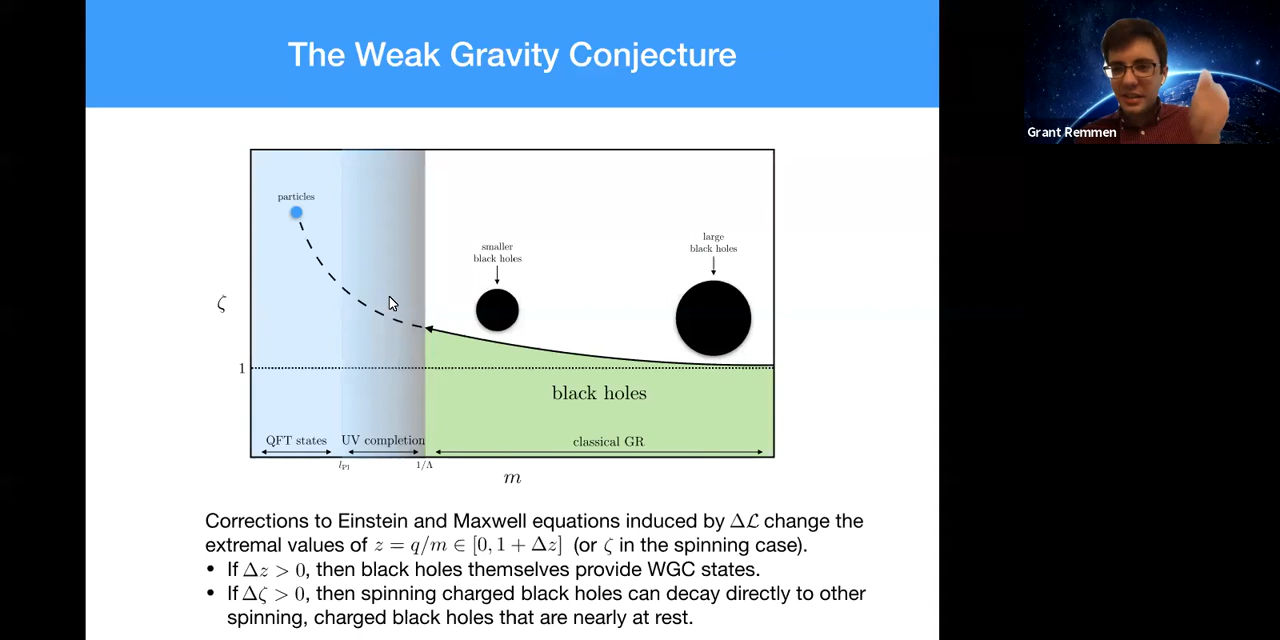 The Weak Gravity Conjecture
Grant Remmen
particles
smaller
black holes
large
black holes
ζ
1
black holes
QFT states
UV completion
classical GR
l_Pl
1/Λ
m
Corrections to Einstein and Maxwell equations induced by Δℒ change the
extremal values of z = q/m ∈ [0, 1 + Δz] (or ζ in the spinning case).
• If Δz > 0, then black holes themselves provide WGC states.
• If Δζ > 0, then spinning charged black holes can decay directly to other
spinning, charged black holes that are nearly at rest.